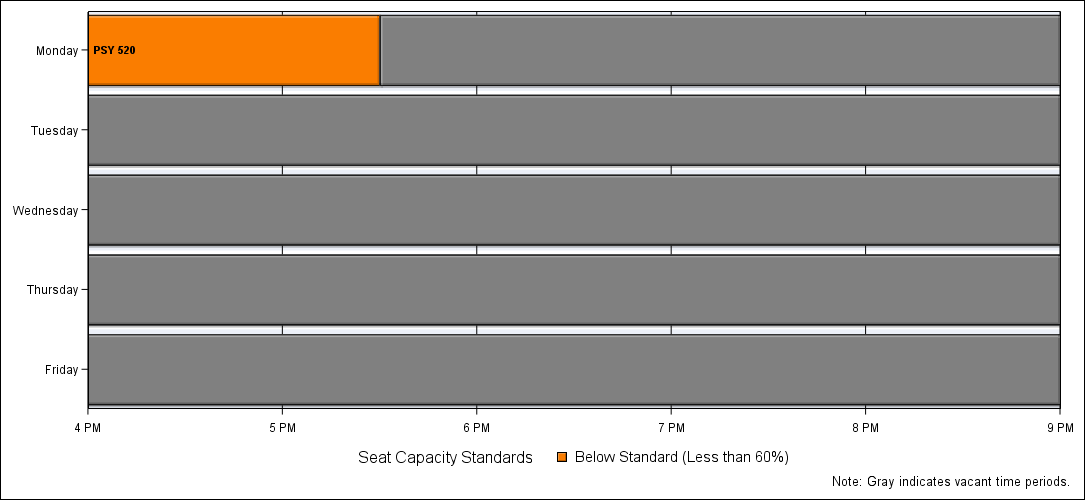 Monday
PSY 520
Tuesday
Wednesday
Thursday
Friday
4 PM 5 PM 6 PM 7 PM 8 PM 9 PM
Seat Capacity Standards Below Standard (Less than 60%)
Note: Gray indicates vacant time periods.